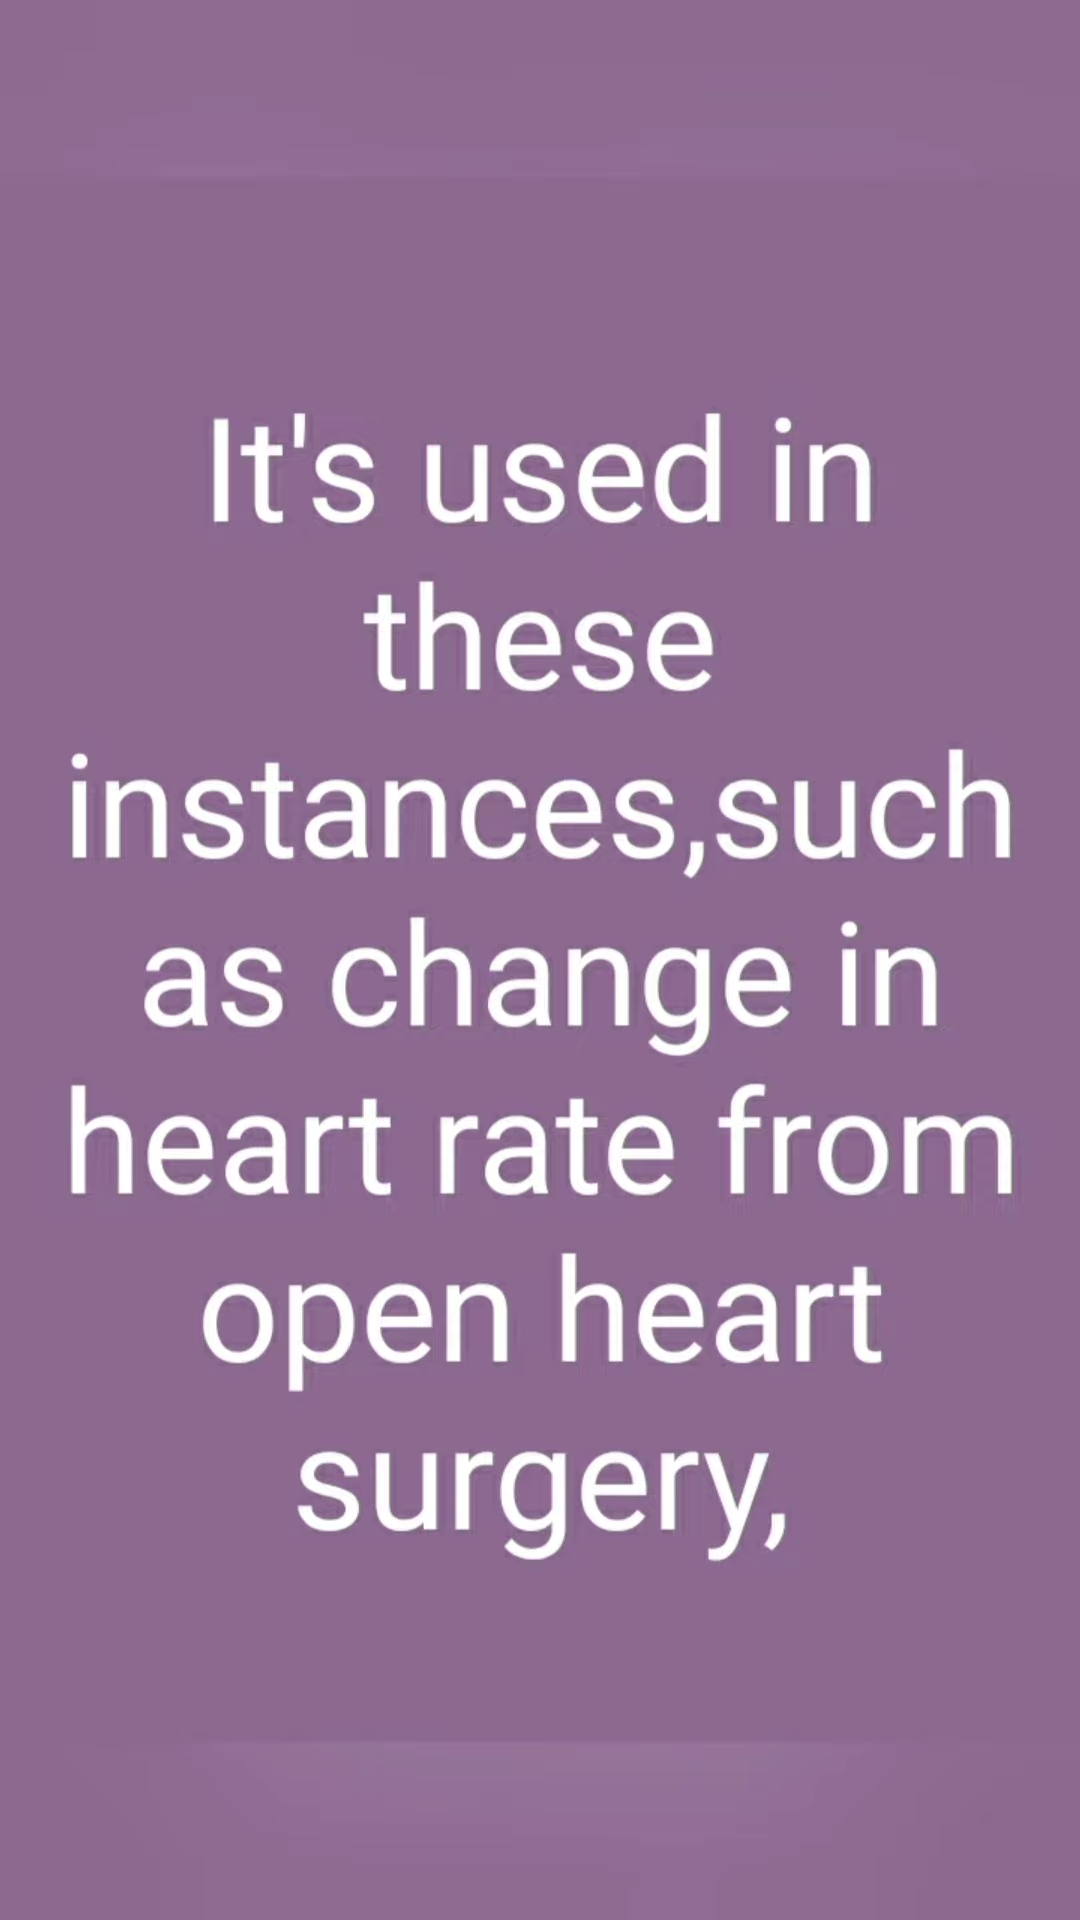 It's used in
these
instances,such
as change in
heart rate from
open heart
surgery,